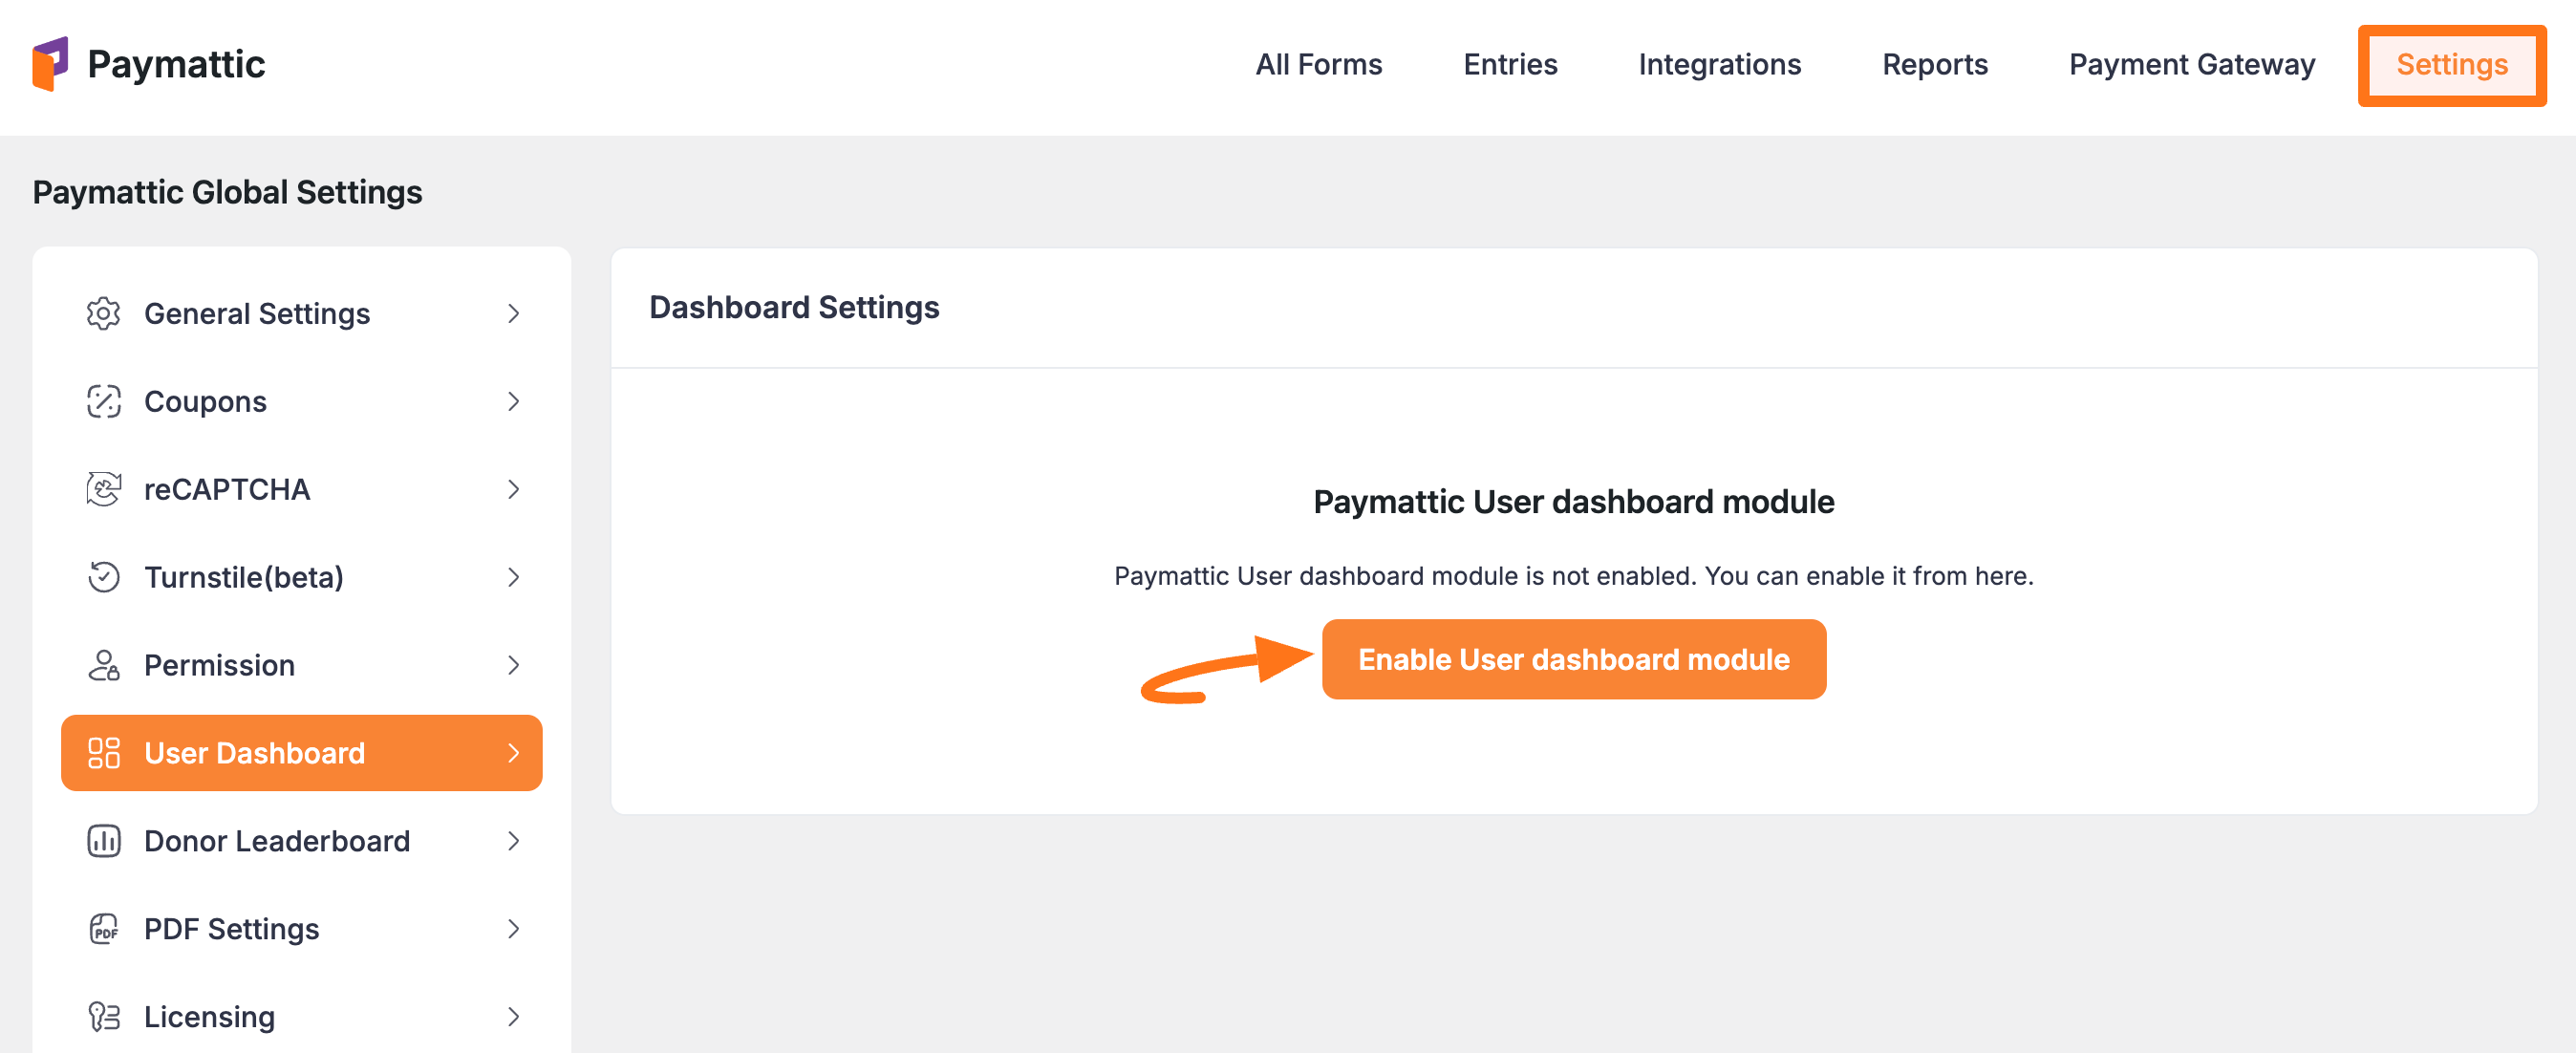 Paymattic
All Forms
Entries
Integrations
Reports
Payment Gateway
Settings
Paymattic Global Settings
General Settings
Coupons
reCAPTCHA
Turnstile(beta)
Permission
User Dashboard
Donor Leaderboard
PDF
PDF Settings
Licensing
Dashboard Settings
Paymattic User dashboard module
Paymattic User dashboard module is not enabled. You can enable it from here.
Enable User dashboard module